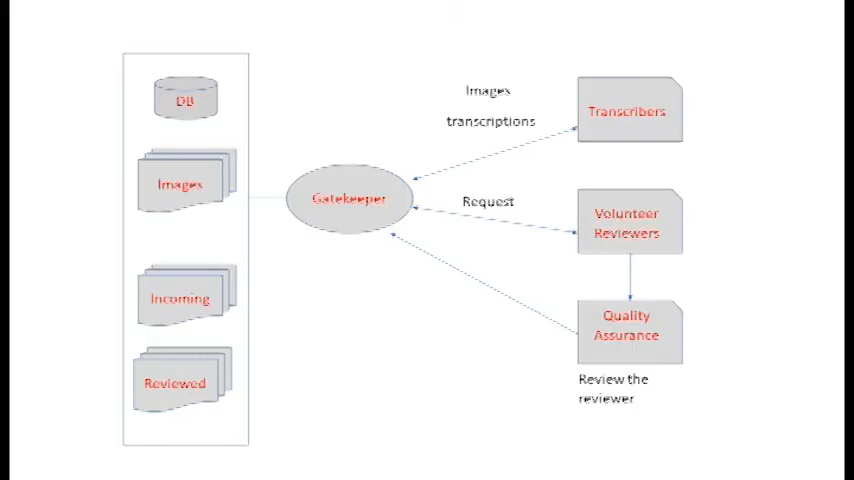 DB
Images
Incoming
Reviewed
Gatekeeper
Images
transcriptions
Request
Transcribers
Volunteer
Reviewers
Quality
Assurance
Review the
reviewer